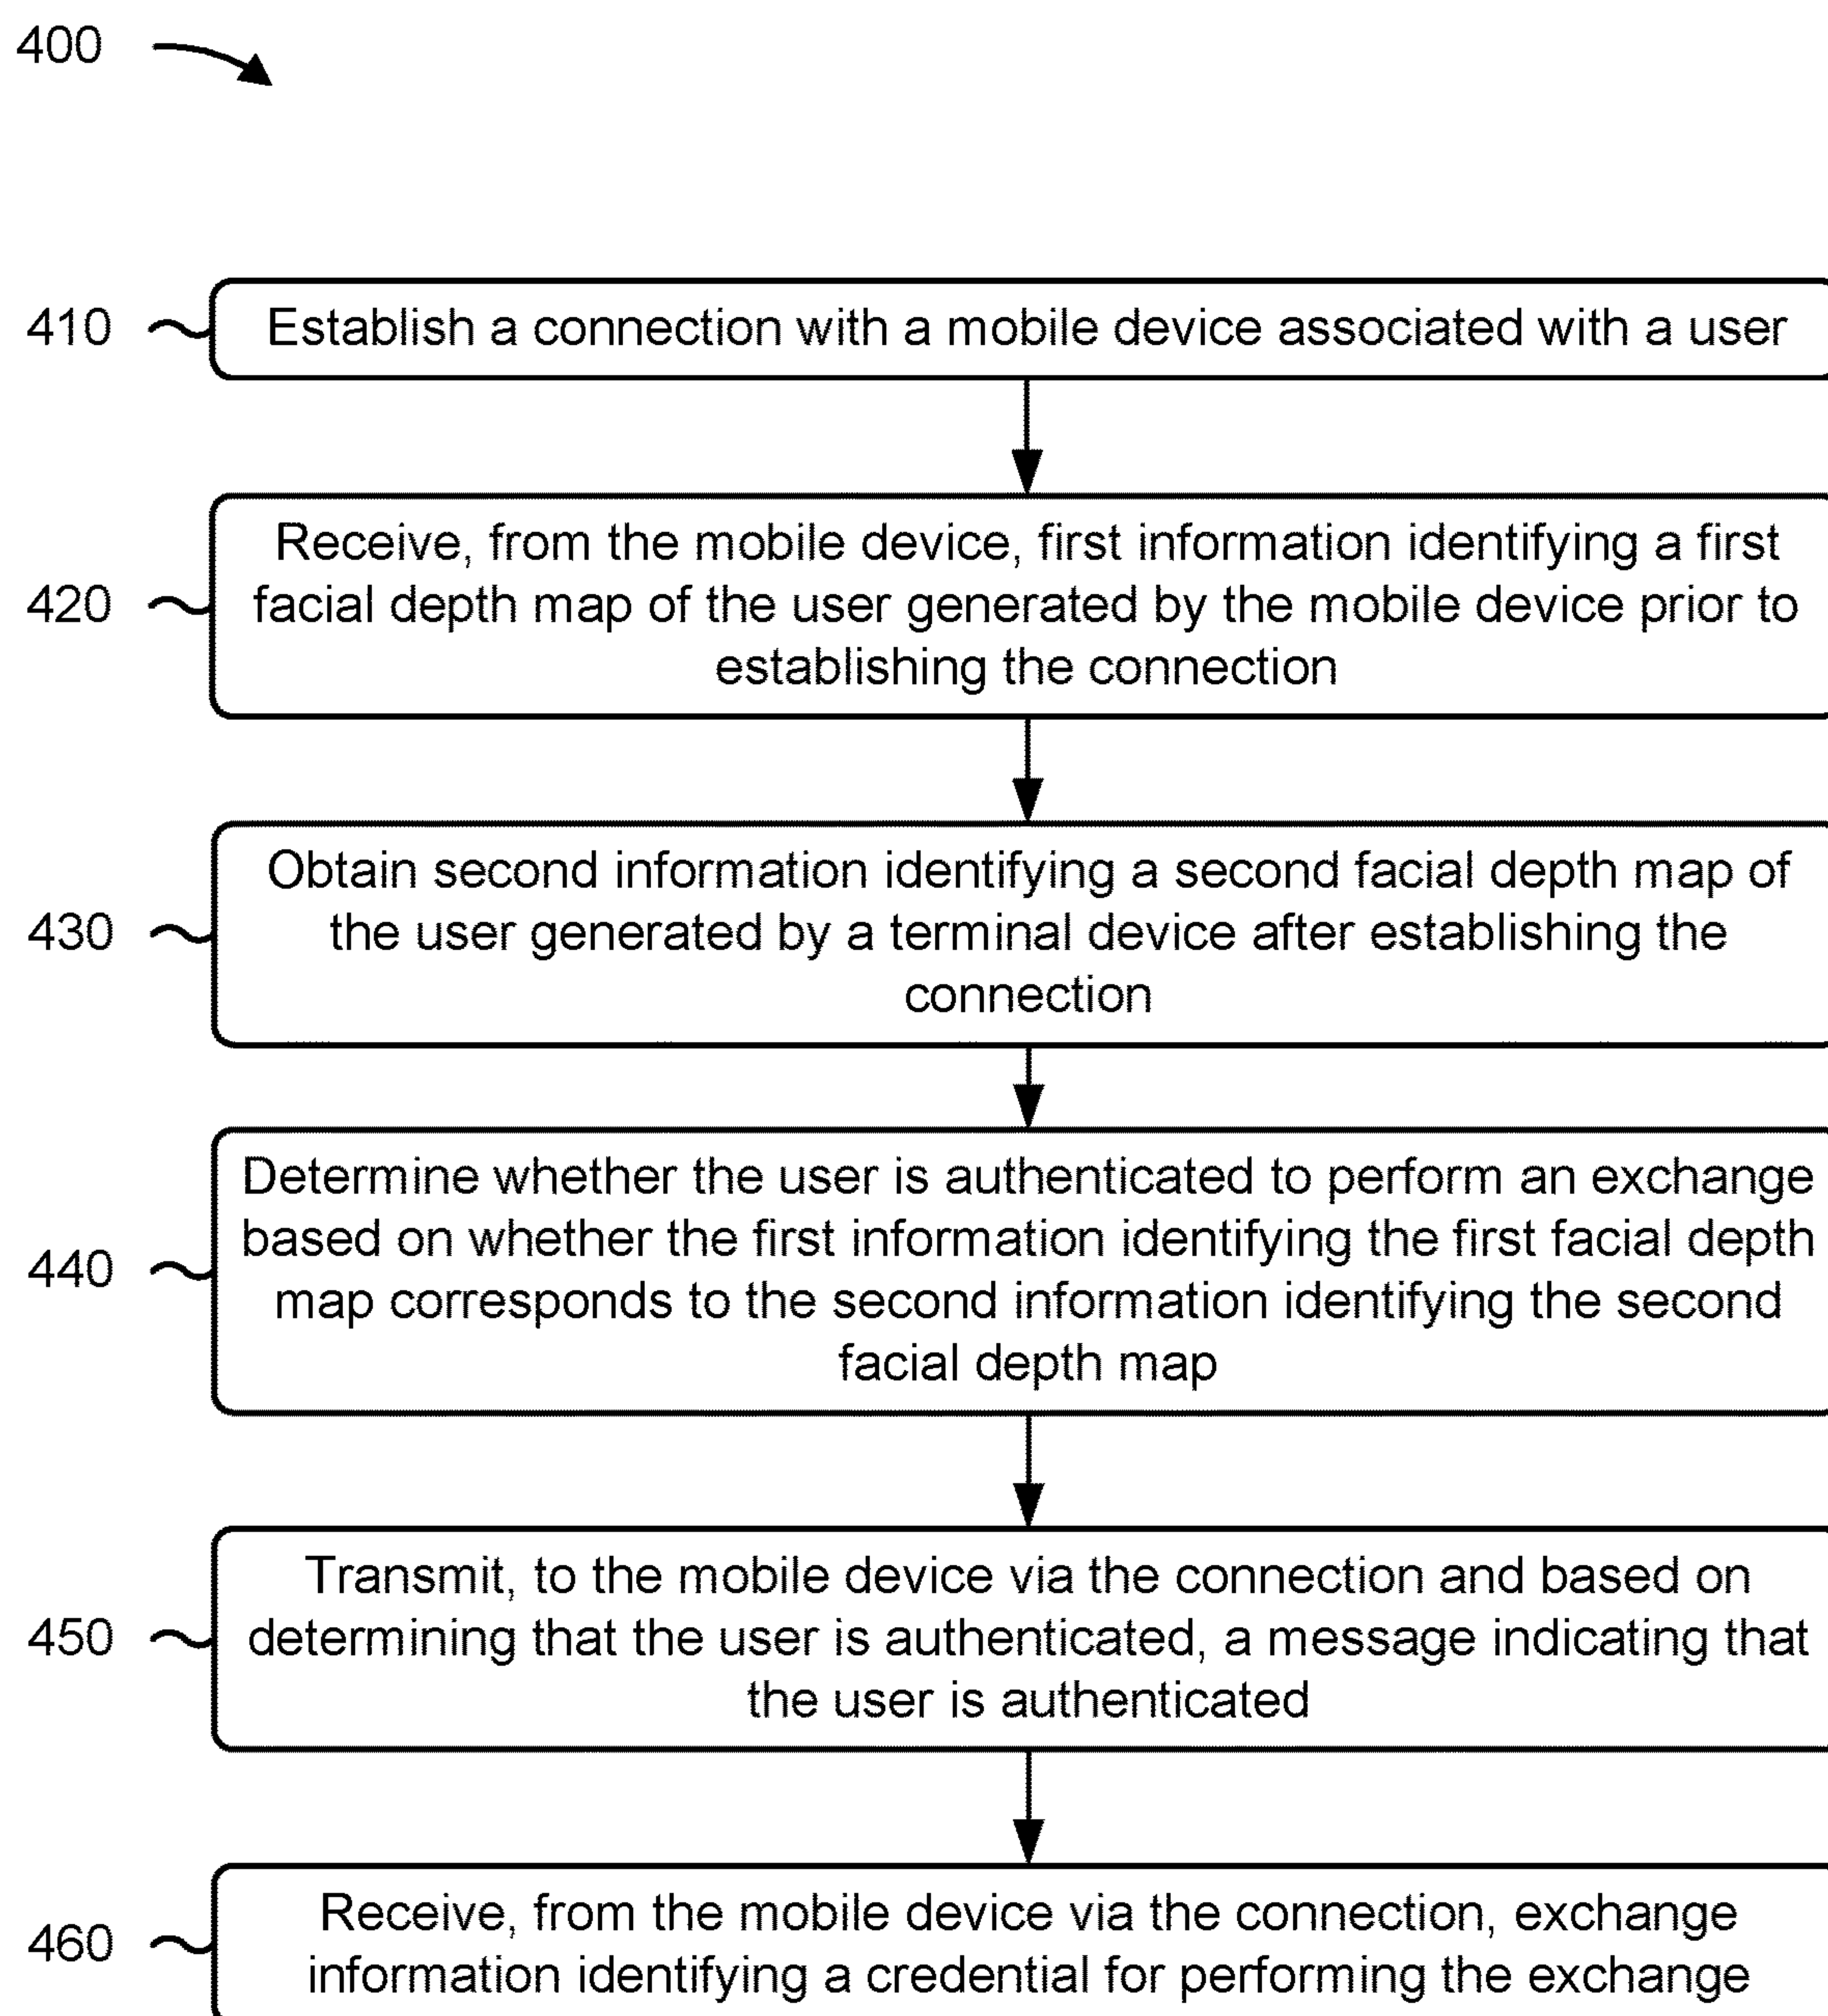 400
410
Establish a connection with a mobile device associated with a user
420
Receive, from the mobile device, first information identifying a first
facial depth map of the user generated by the mobile device prior to
establishing the connection
430
Obtain second information identifying a second facial depth map of
the user generated by a terminal device after establishing the
connection
440
Determine whether the user is authenticated to perform an exchange
based on whether the first information identifying the first facial depth
map corresponds to the second information identifying the second
facial depth map
450
Transmit, to the mobile device via the connection and based on
determining that the user is authenticated, a message indicating that
the user is authenticated
460
Receive, from the mobile device via the connection, exchange
information identifying a credential for performing the exchange